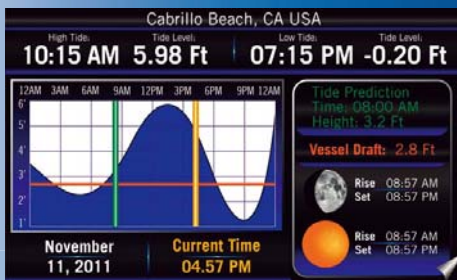 Cabrillo Beach, CA USA
High Tide: Tide Level: Low Tide: Tide Level:
10:15 AM 5.98 Ft 07:15 PM -0.20 Ft
12AM 3AM 6AM 9AM 12PM 3PM 6PM 9PM 12AM
6'
5'
4'
3'
2'
1'
Tide Prediction
Time: 08:00 AM
Height: 3.2 Ft
Vessel Draft: 2.8 Ft
Rise 08:57 AM
Set 08:57 PM
Rise 08:57 AM
Set 08:57 PM
November
11, 2011
Current Time
04.57 PM